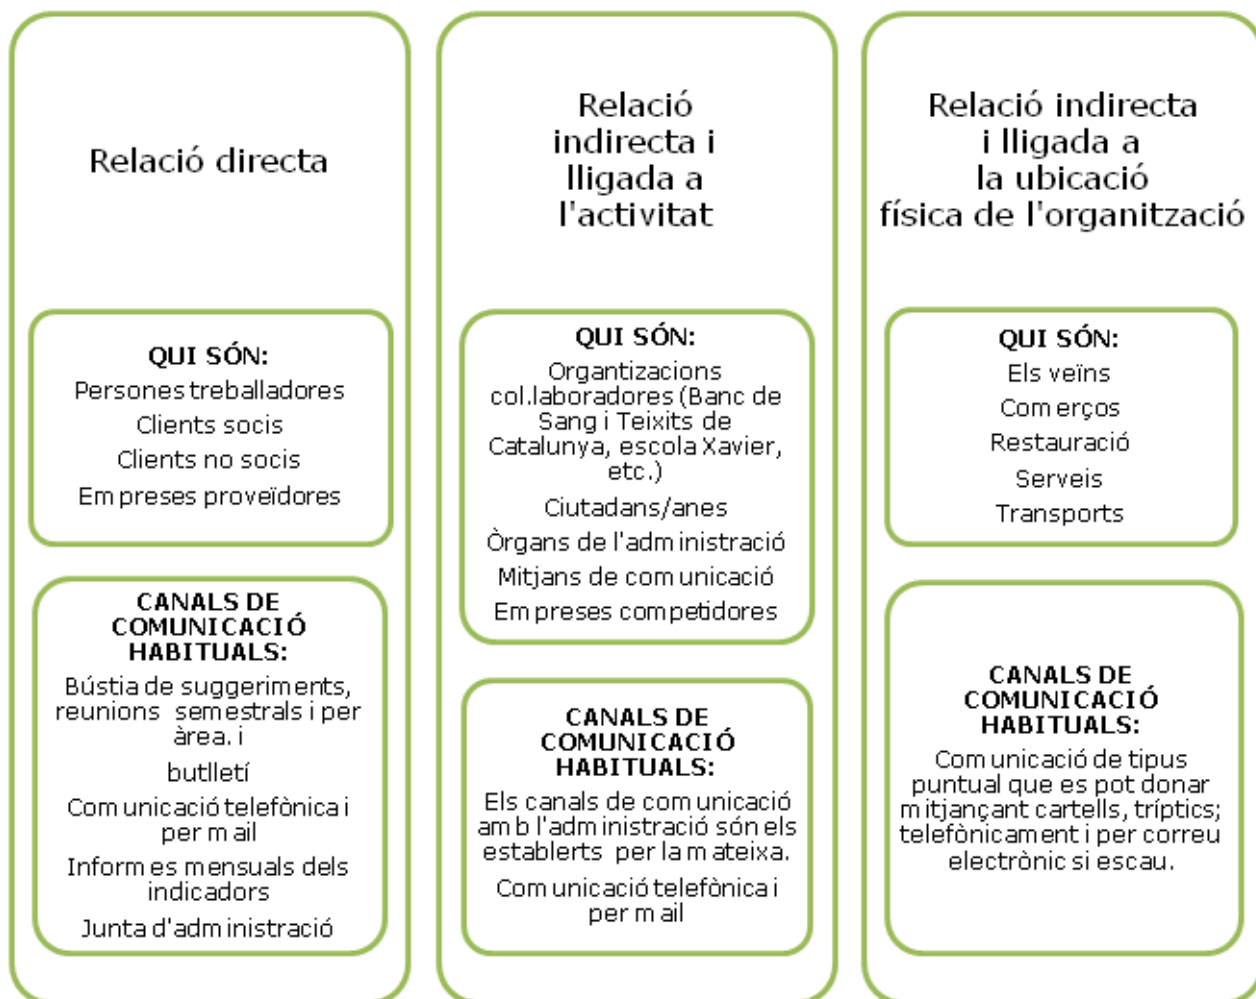 Relació directa
QUI SÓN:
Persones treballadores
Clients socis
Clients no socis
Empreses proveïdores
CANALS DE
COMUNICACIÓ
HABITUALS:
Bústia de suggeriments,
reunions semestrals i per
àrea. i
butlletí
Comunicació telefònica i
per mail
Informes mensuals dels
indicadors
Junta d'administració
Relació
indirecta i
lligada a
l'activitat
QUI SÓN:
Organtizacions
col.laboradores (Banc de
Sang i Teixits de
Catalunya, escola Xavier,
etc.)
Ciutadans/anes
Òrgans de l'administració
Mitjans de comunicació
Empreses competidores
CANALS DE
COMUNICACIÓ
HABITUALS:
Els canals de comunicació
amb l'administració són els
establerts per la mateixa.
Comunicació telefònica i
per mail
Relació indirecta
i lligada a
la ubicació
física de l'organització
QUI SÓN:
Els veïns
Comerços
Restauració
Serveis
Transports
CANALS DE
COMUNICACIÓ
HABITUALS:
Comunicació de tipus
puntual que es pot donar
mitjançant cartells, tríptics;
telefònicament i per correu
electrònic si escau.